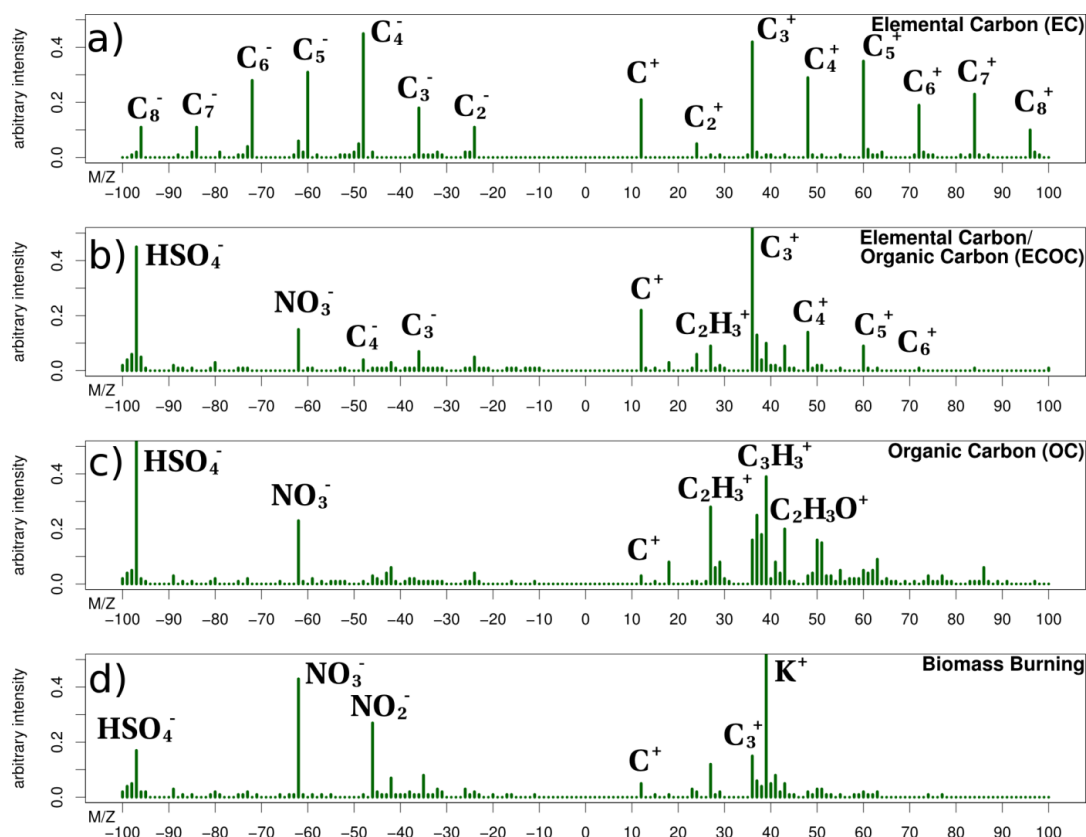 a)
Elemental Carbon (EC)
arbitrary intensity
0.4
0.2
0.0
C₈⁻ C₇⁻ C₆⁻ C₅⁻ C₄⁻ C₃⁻ C₂⁻ C⁺ C₂⁺ C₃⁺ C₄⁺ C₅⁺ C₆⁺ C₇⁺ C₈⁺
M/Z
−100 −90 −80 −70 −60 −50 −40 −30 −20 −10 0 10 20 30 40 50 60 70 80 90 100
b)
Elemental Carbon/
Organic Carbon (ECOC)
arbitrary intensity
0.4
0.2
0.0
HSO₄⁻ NO₃⁻ C₄⁻ C₃⁻ C⁺ C₂H₃⁺ C₃⁺ C₄⁺ C₅⁺ C₆⁺
M/Z
−100 −90 −80 −70 −60 −50 −40 −30 −20 −10 0 10 20 30 40 50 60 70 80 90 100
c)
Organic Carbon (OC)
arbitrary intensity
0.4
0.2
0.0
HSO₄⁻ NO₃⁻ C⁺ C₂H₃⁺ C₃H₃⁺ C₂H₃O⁺
M/Z
−100 −90 −80 −70 −60 −50 −40 −30 −20 −10 0 10 20 30 40 50 60 70 80 90 100
d)
Biomass Burning
arbitrary intensity
0.4
0.2
0.0
HSO₄⁻ NO₃⁻ NO₂⁻ C⁺ C₃⁺ K⁺
M/Z
−100 −90 −80 −70 −60 −50 −40 −30 −20 −10 0 10 20 30 40 50 60 70 80 90 100